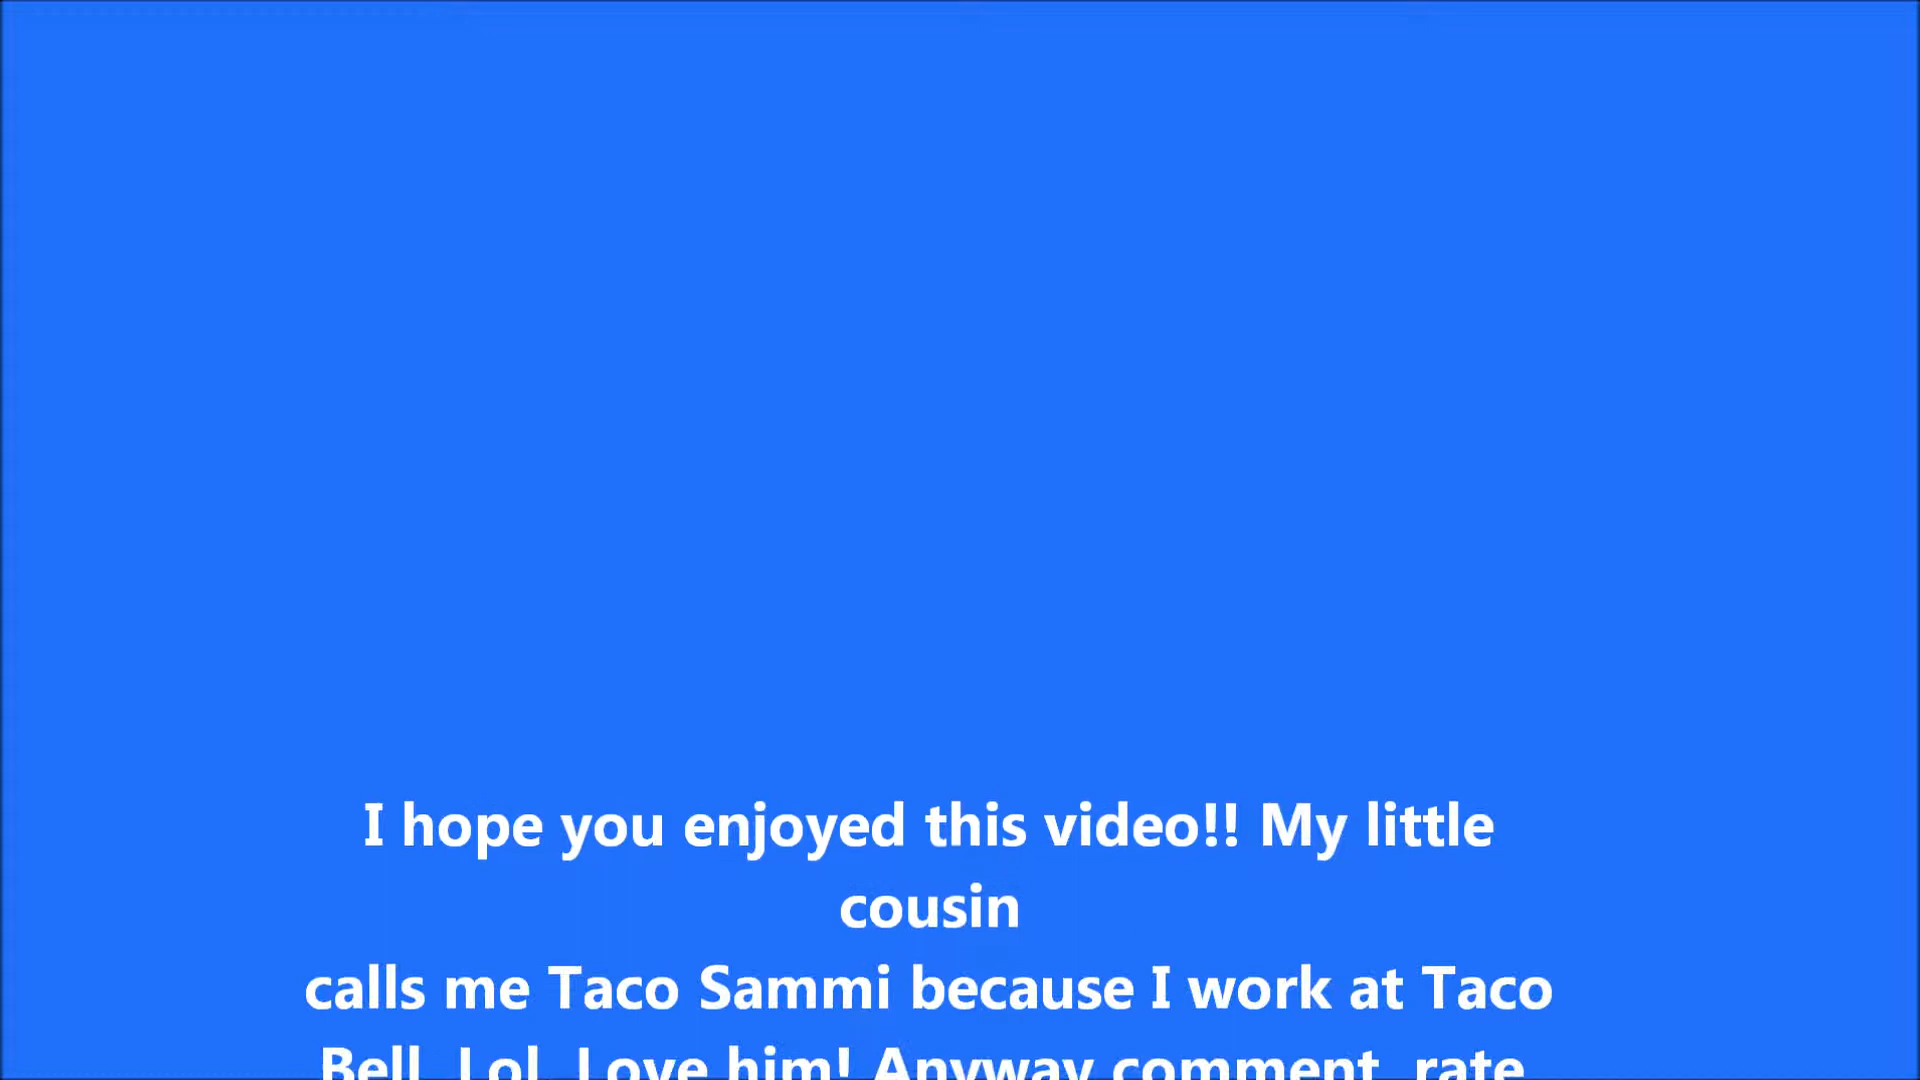 I hope you enjoyed this video!! My little
cousin
calls me Taco Sammi because I work at Taco
Bell. Lol. Love him! Anyway comment, rate,